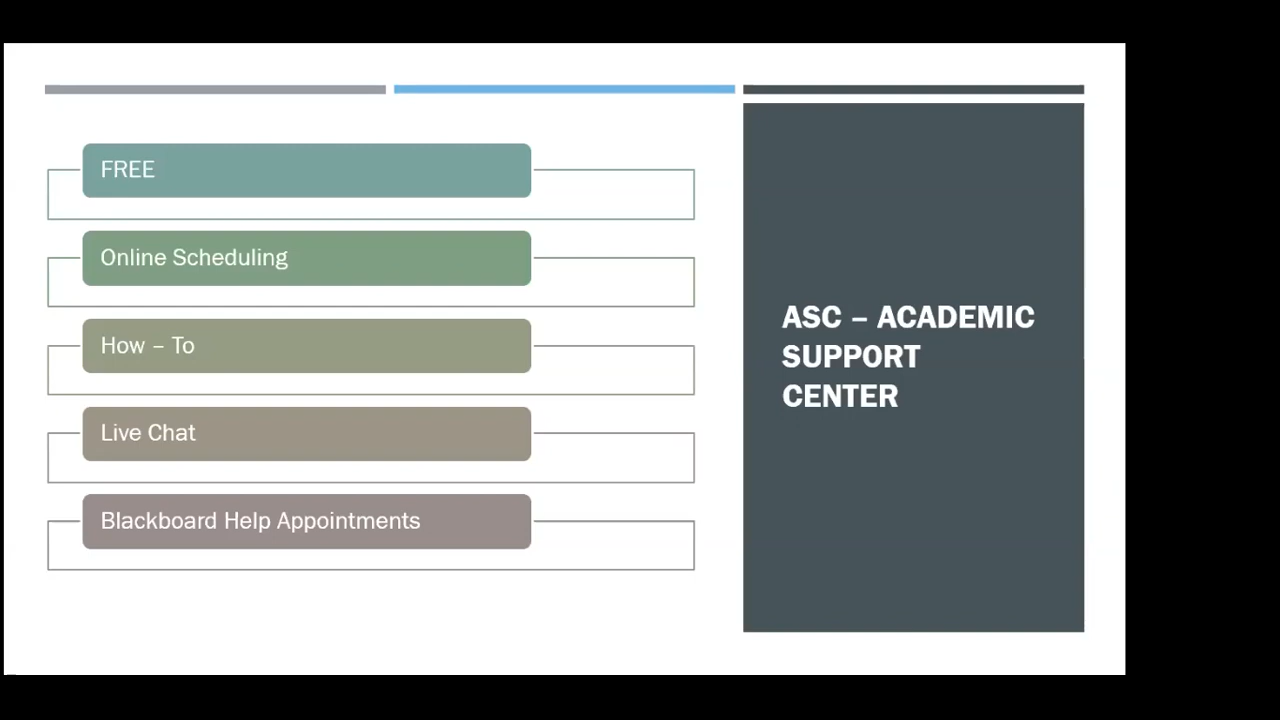 FREE
Online Scheduling
How – To
Live Chat
Blackboard Help Appointments
ASC – ACADEMIC
SUPPORT
CENTER